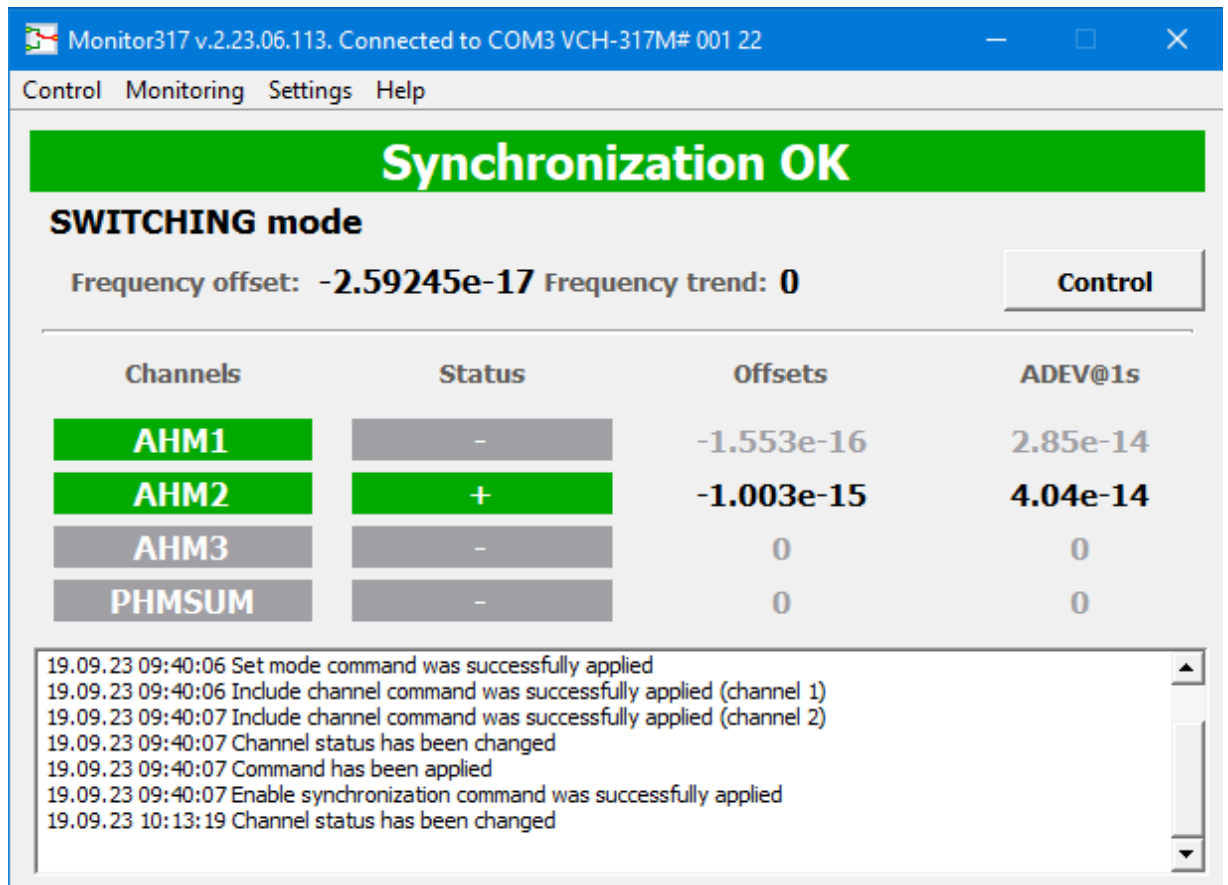 Monitor317 v.2.23.06.113. Connected to COM3 VCH-317M# 001 22
Control Monitoring Settings Help
Synchronization OK
SWITCHING mode
Frequency offset: -2.59245e-17 Frequency trend: 0 Control
Channels Status Offsets ADEV@1s
AHM1 - -1.553e-16 2.85e-14
AHM2 + -1.003e-15 4.04e-14
AHM3 - 0 0
PHMSUM - 0 0
19.09.23 09:40:06 Set mode command was successfully applied
19.09.23 09:40:06 Include channel command was successfully applied (channel 1)
19.09.23 09:40:07 Include channel command was successfully applied (channel 2)
19.09.23 09:40:07 Channel status has been changed
19.09.23 09:40:07 Command has been applied
19.09.23 09:40:07 Enable synchronization command was successfully applied
19.09.23 10:13:19 Channel status has been changed